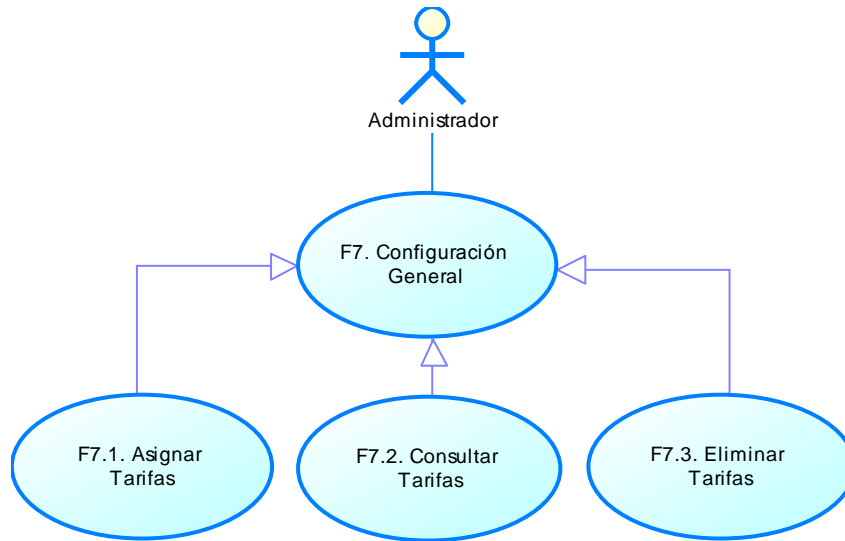 Administrador
F7. Configuración
General
F7.1. Asignar
Tarifas
F7.2. Consultar
Tarifas
F7.3. Eliminar
Tarifas